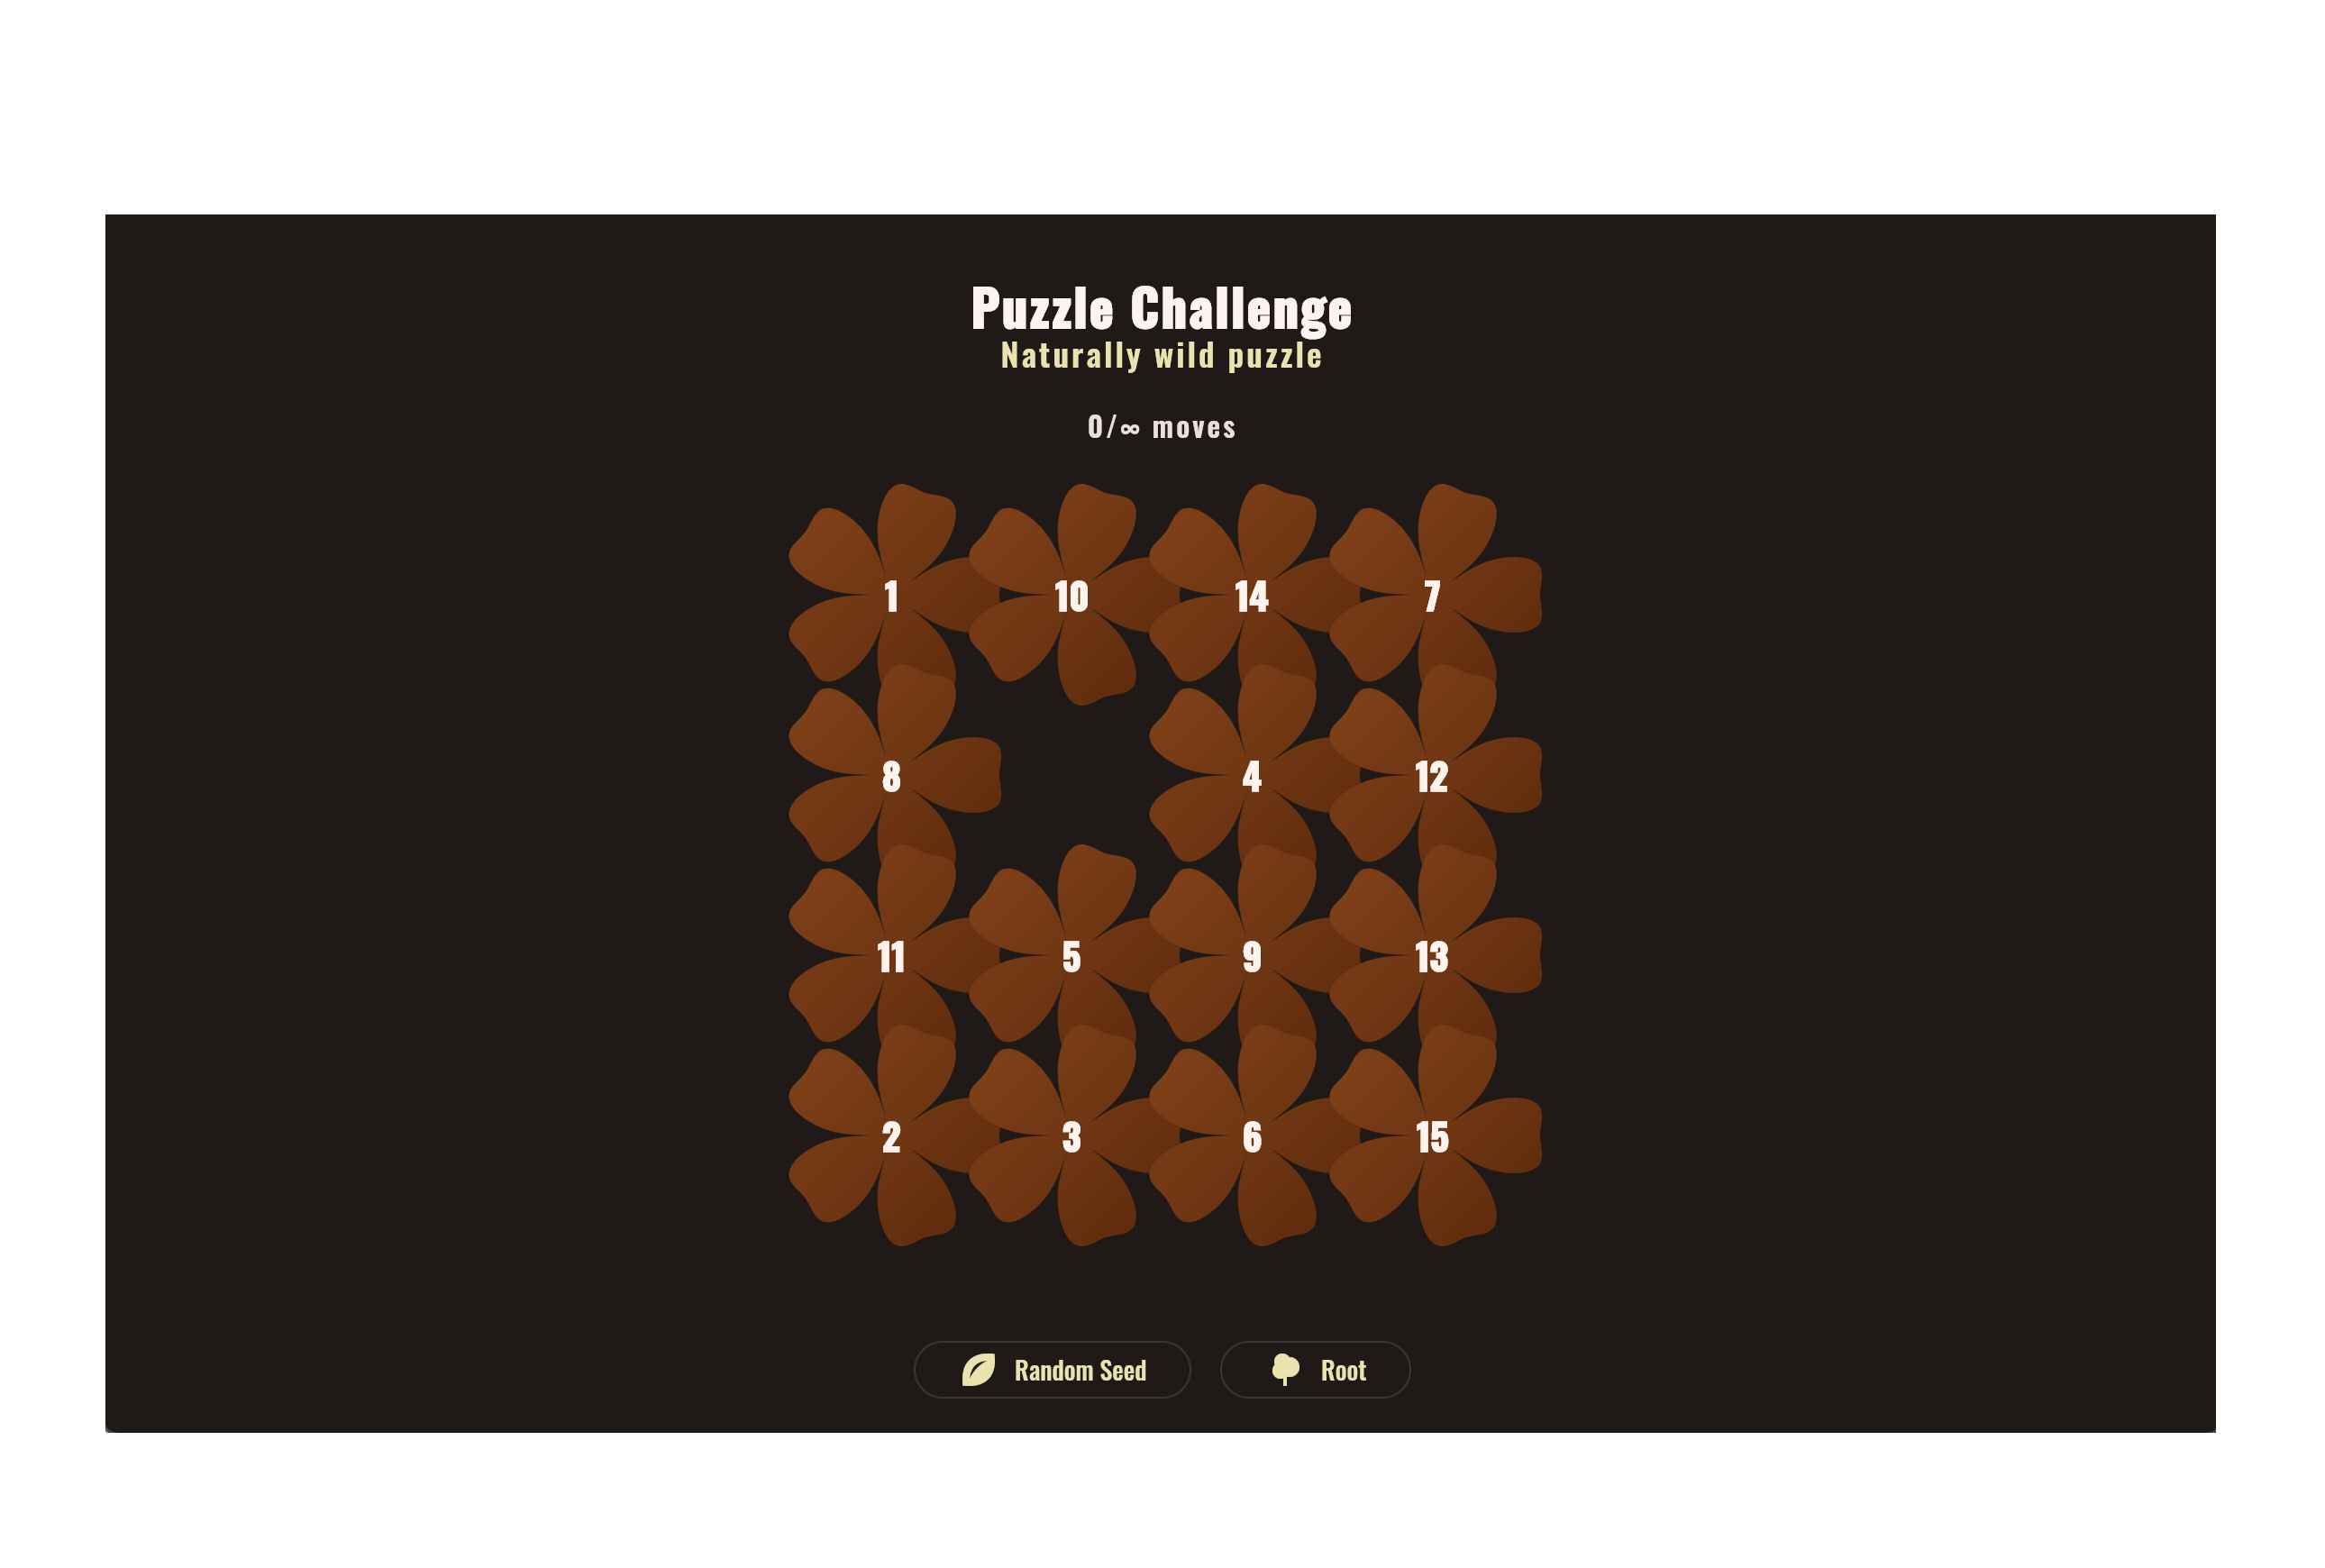 Puzzle Challenge
Naturally wild puzzle
0/∞ moves
1 10 14 7
8 4 12
11 5 9 13
2 3 6 15
Random Seed Root